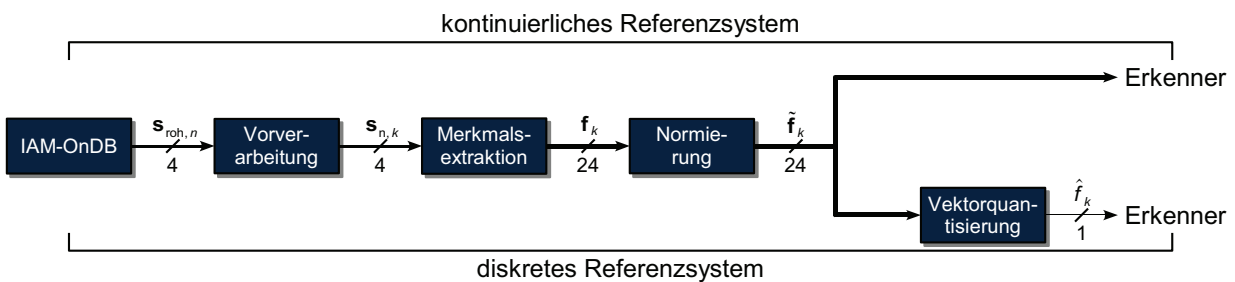 kontinuierliches Referenzsystem
Erkenner
IAM-OnDB
s_roh,n
4
Vorver-
arbeitung
s_n,k
4
Merkmals-
extraktion
f_k
24
Normie-
rung
f̃_k
24
Vektorquan-
tisierung
f̂_k
1
Erkenner
diskretes Referenzsystem